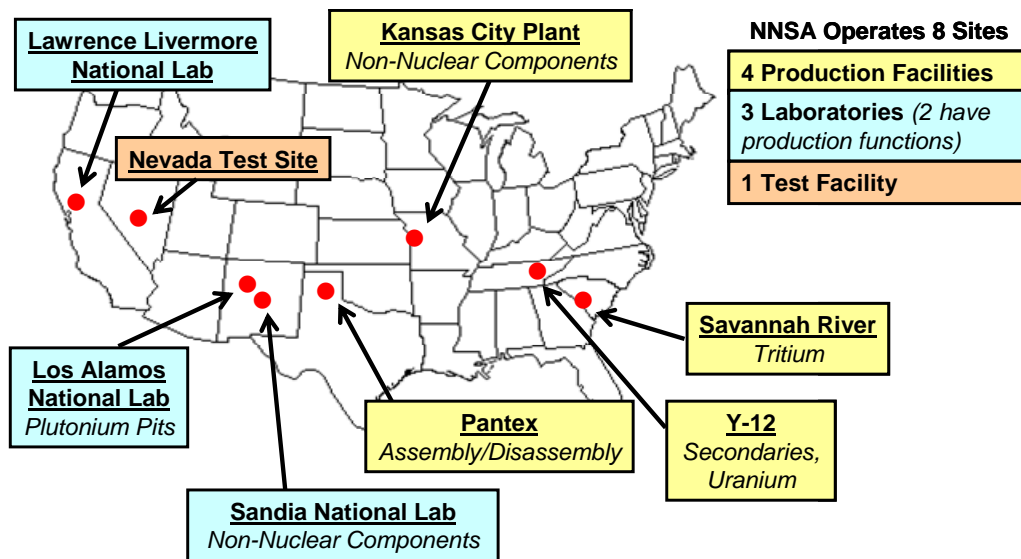 Lawrence Livermore
National Lab
Kansas City Plant
Non-Nuclear Components
NNSA Operates 8 Sites
4 Production Facilities
3 Laboratories (2 have
production functions)
1 Test Facility
Nevada Test Site
Savannah River
Tritium
Los Alamos
National Lab
Plutonium Pits
Pantex
Assembly/Disassembly
Y-12
Secondaries,
Uranium
Sandia National Lab
Non-Nuclear Components